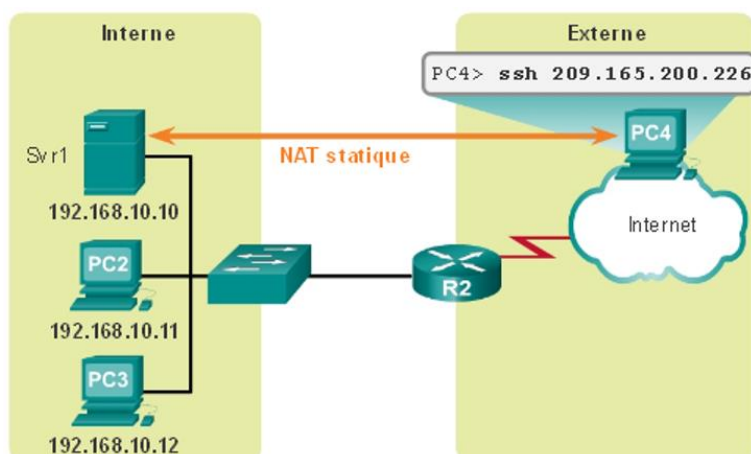 Interne
Externe
PC4> ssh 209.165.200.226
PC4
Svr1
NAT statique
192.168.10.10
Internet
PC2
R2
192.168.10.11
PC3
192.168.10.12